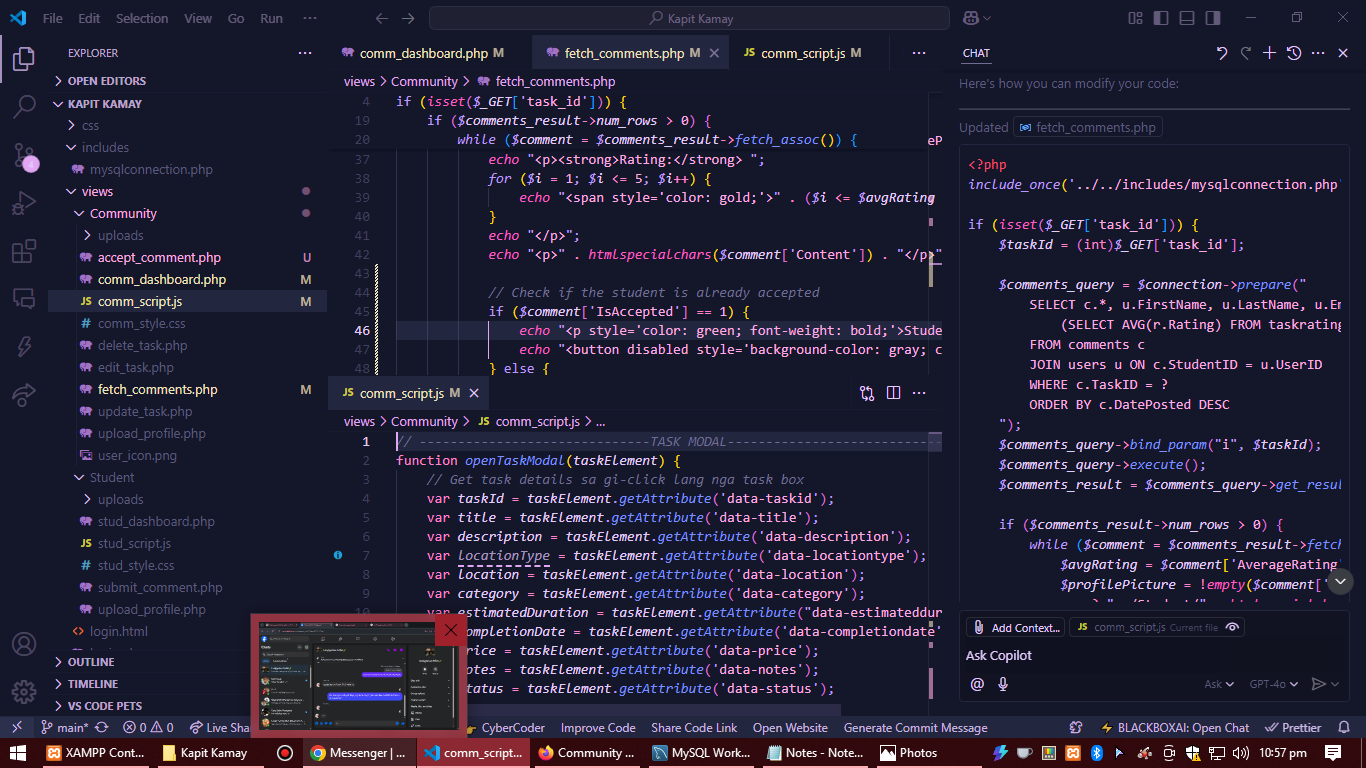 File Edit Selection View Go Run ··· Kapit Kamay
EXPLORER ···
OPEN EDITORS
KAPIT KAMAY
css
includes
mysqlconnection.php
views
Community
uploads
accept_comment.php U
comm_dashboard.php M
JS comm_script.js M
# comm_style.css
delete_task.php
edit_task.php
fetch_comments.php M
update_task.php
upload_profile.php
user_icon.png
Student
uploads
stud_dashboard.php
JS stud_script.js
# stud_style.css
submit_comment.php
upload_profile.php
<> login.html
OUTLINE
TIMELINE
VS CODE PETS
comm_dashboard.php M fetch_comments.php M JS comm_script.js M ···
views > Community > fetch_comments.php
4 if (isset($_GET['task_id'])) {
19 if ($comments_result->num_rows > 0) {
20 while ($comment = $comments_result->fetch_assoc()) {
37 echo "<p><strong>Rating:</strong> ";
38 for ($i = 1; $i <= 5; $i++) {
39 echo "<span style='color: gold;'>" . ($i <= $avgRating
40 }
41 echo "</p>";
42 echo "<p>" . htmlspecialchars($comment['Content']) . "</p>"
43
44 // Check if the student is already accepted
45 if ($comment['IsAccepted'] == 1) {
46 echo "<p style='color: green; font-weight: bold;'>Stude
47 echo "<button disabled style='background-color: gray; c
48 } else {
JS comm_script.js M ···
views > Community > JS comm_script.js > ...
1 // ------------------------------TASK MODAL----------------------------
2 function openTaskModal(taskElement) {
3 // Get task details sa gi-click lang nga task box
4 var taskId = taskElement.getAttribute('data-taskid');
5 var title = taskElement.getAttribute('data-title');
6 var description = taskElement.getAttribute('data-description');
7 var locationType = taskElement.getAttribute('data-locationtype');
8 var location = taskElement.getAttribute('data-location');
9 var category = taskElement.getAttribute('data-category');
10 var estimatedDuration = taskElement.getAttribute("data-estimateddur
ompletionDate = taskElement.getAttribute('data-completiondate'
rice = taskElement.getAttribute('data-price');
otes = taskElement.getAttribute('data-notes');
tatus = taskElement.getAttribute('data-status');
CHAT
Here's how you can modify your code:
Updated fetch_comments.php
<?php
include_once('../../includes/mysqlconnection.php'
if (isset($_GET['task_id'])) {
$taskId = (int)$_GET['task_id'];
$comments_query = $connection->prepare("
SELECT c.*, u.FirstName, u.LastName, u.Em
(SELECT AVG(r.Rating) FROM taskrating
FROM comments c
JOIN users u ON c.StudentID = u.UserID
WHERE c.TaskID = ?
ORDER BY c.DatePosted DESC
");
$comments_query->bind_param("i", $taskId);
$comments_query->execute();
$comments_result = $comments_query->get_resul
if ($comments_result->num_rows > 0) {
while ($comment = $comments_result->fetch
$avgRating = $comment['AverageRating'
$profilePicture = !empty($comment['
Add Context... JS comm_script.js Current file
Ask Copilot
@ Ask GPT-4o
main* 0 0 Live Shar CyberCoder Improve Code Share Code Link Open Website Generate Commit Message BLACKBOXAI: Open Chat Prettier
XAMPP Cont... Kapit Kamay Messenger | ... comm_script... Community ... MySQL Work... Notes - Note... Photos 10:57 pm